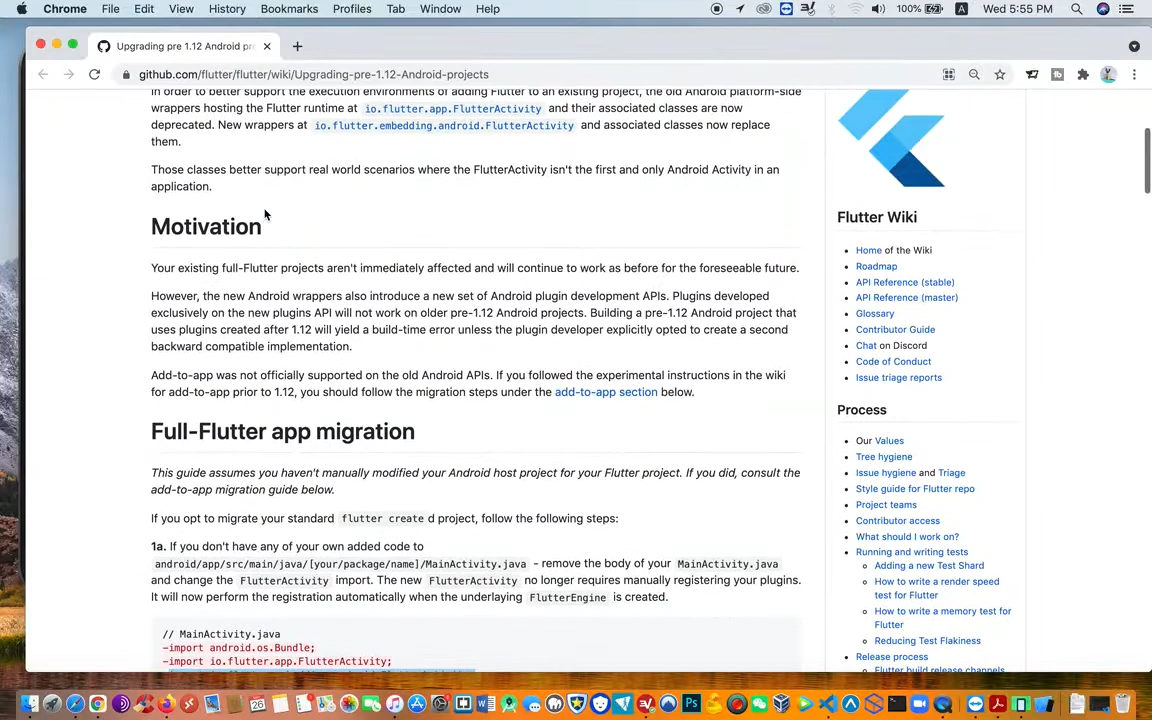 Chrome File Edit View History Bookmarks Profiles Tab Window Help 100% A Wed 5:55 PM
Upgrading pre 1.12 Android pr
github.com/flutter/flutter/wiki/Upgrading-pre-1.12-Android-projects
In order to better support the execution environments of adding Flutter to an existing project, the old Android platform-side
wrappers hosting the Flutter runtime at io.flutter.app.FlutterActivity and their associated classes are now
deprecated. New wrappers at io.flutter.embedding.android.FlutterActivity and associated classes now replace
them.
Those classes better support real world scenarios where the FlutterActivity isn't the first and only Android Activity in an
application.
Motivation
Your existing full-Flutter projects aren't immediately affected and will continue to work as before for the foreseeable future.
However, the new Android wrappers also introduce a new set of Android plugin development APIs. Plugins developed
exclusively on the new plugins API will not work on older pre-1.12 Android projects. Building a pre-1.12 Android project that
uses plugins created after 1.12 will yield a build-time error unless the plugin developer explicitly opted to create a second
backward compatible implementation.
Add-to-app was not officially supported on the old Android APIs. If you followed the experimental instructions in the wiki
for add-to-app prior to 1.12, you should follow the migration steps under the add-to-app section below.
Full-Flutter app migration
This guide assumes you haven't manually modified your Android host project for your Flutter project. If you did, consult the
add-to-app migration guide below.
If you opt to migrate your standard flutter create d project, follow the following steps:
1a. If you don't have any of your own added code to
android/app/src/main/java/[your/package/name]/MainActivity.java - remove the body of your MainActivity.java
and change the FlutterActivity import. The new FlutterActivity no longer requires manually registering your plugins.
It will now perform the registration automatically when the underlaying FlutterEngine is created.
// MainActivity.java
-import android.os.Bundle;
-import io.flutter.app.FlutterActivity;
Flutter Wiki
Home of the Wiki
Roadmap
API Reference (stable)
API Reference (master)
Glossary
Contributor Guide
Chat on Discord
Code of Conduct
Issue triage reports
Process
Our Values
Tree hygiene
Issue hygiene and Triage
Style guide for Flutter repo
Project teams
Contributor access
What should I work on?
Running and writing tests
Adding a new Test Shard
How to write a render speed
test for Flutter
How to write a memory test for
Flutter
Reducing Test Flakiness
Release process
Flutter build release channels
26
Ps